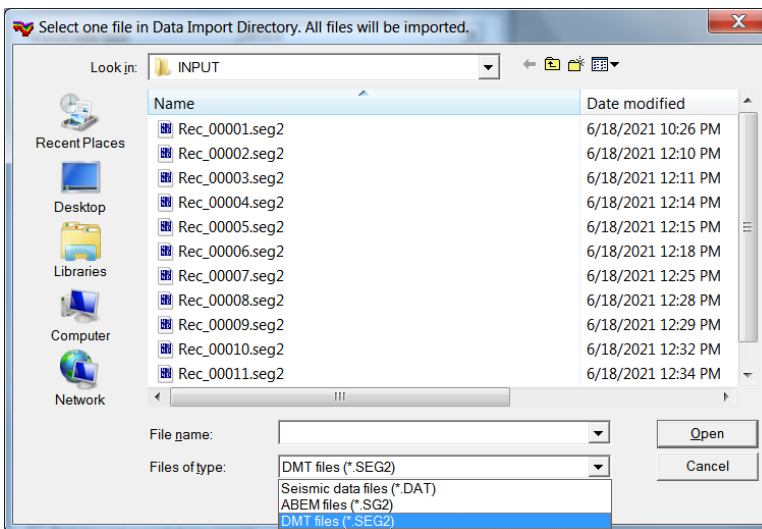 Select one file in Data Import Directory. All files will be imported.
Look in: INPUT
Name Date modified
Rec_00001.seg2 6/18/2021 10:26 PM
Rec_00002.seg2 6/18/2021 12:10 PM
Rec_00003.seg2 6/18/2021 12:11 PM
Rec_00004.seg2 6/18/2021 12:14 PM
Rec_00005.seg2 6/18/2021 12:15 PM
Rec_00006.seg2 6/18/2021 12:18 PM
Rec_00007.seg2 6/18/2021 12:25 PM
Rec_00008.seg2 6/18/2021 12:28 PM
Rec_00009.seg2 6/18/2021 12:29 PM
Rec_00010.seg2 6/18/2021 12:32 PM
Rec_00011.seg2 6/18/2021 12:34 PM
Recent Places
Desktop
Libraries
Computer
Network
File name: Open
Files of type: DMT files (*.SEG2) Cancel
Seismic data files (*.DAT)
ABEM files (*.SG2)
DMT files (*.SEG2)